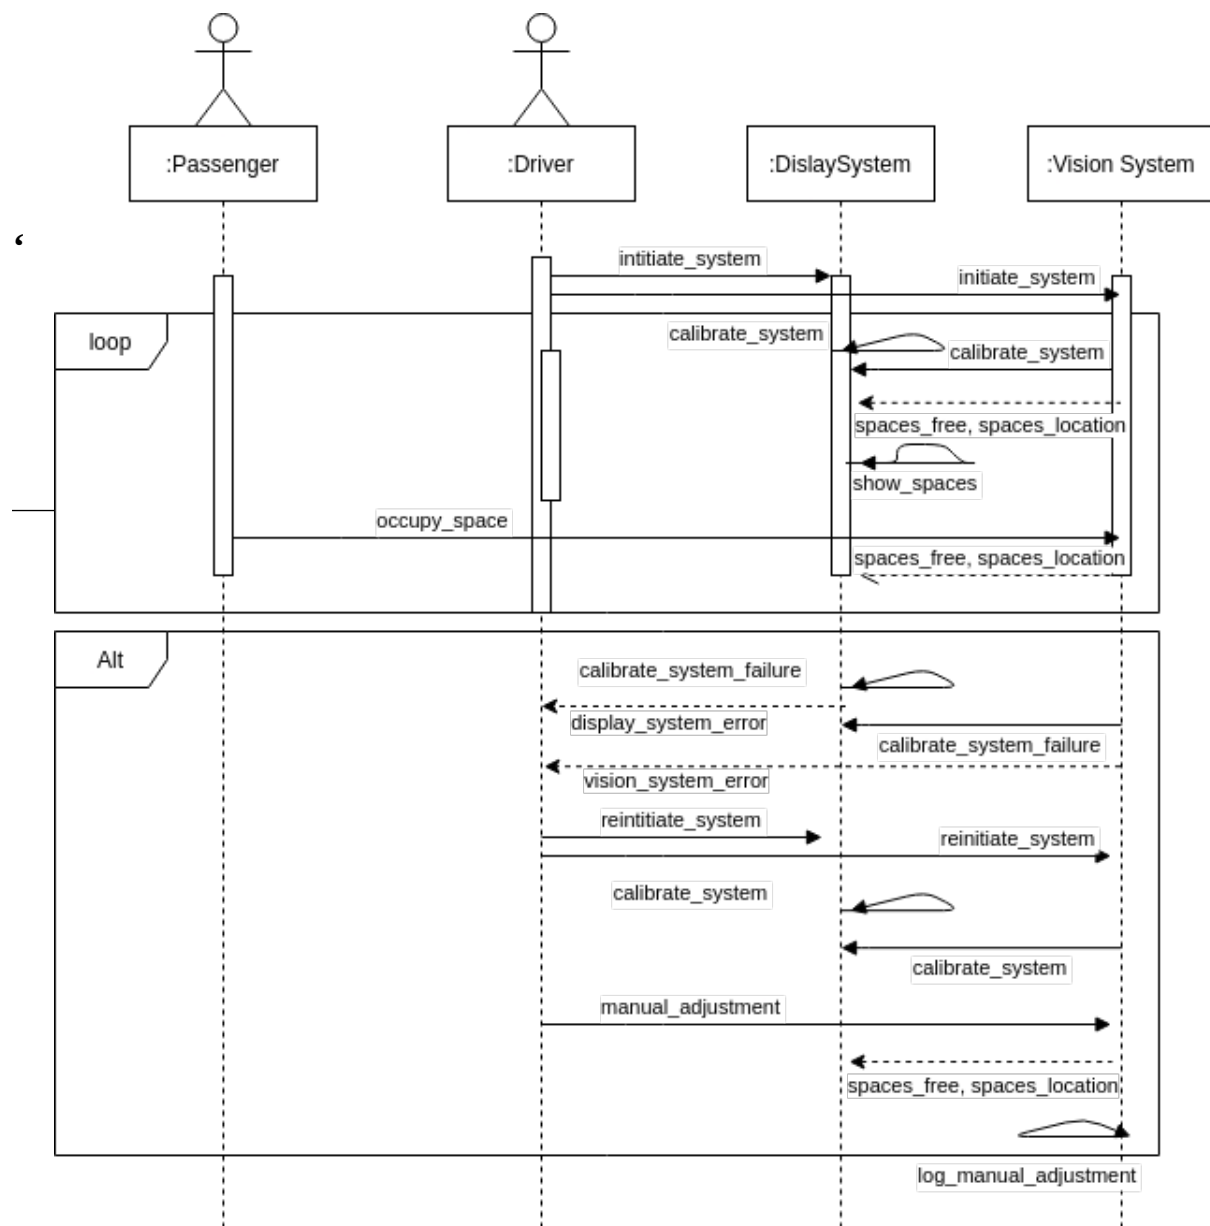 :Passenger
:Driver
:DislaySystem
:Vision System
‘
intitiate_system
initiate_system
loop
calibrate_system
calibrate_system
spaces_free, spaces_location
show_spaces
occupy_space
spaces_free, spaces_location
Alt
calibrate_system_failure
display_system_error
calibrate_system_failure
vision_system_error
reintitiate_system
reinitiate_system
calibrate_system
calibrate_system
manual_adjustment
spaces_free, spaces_location
log_manual_adjustment